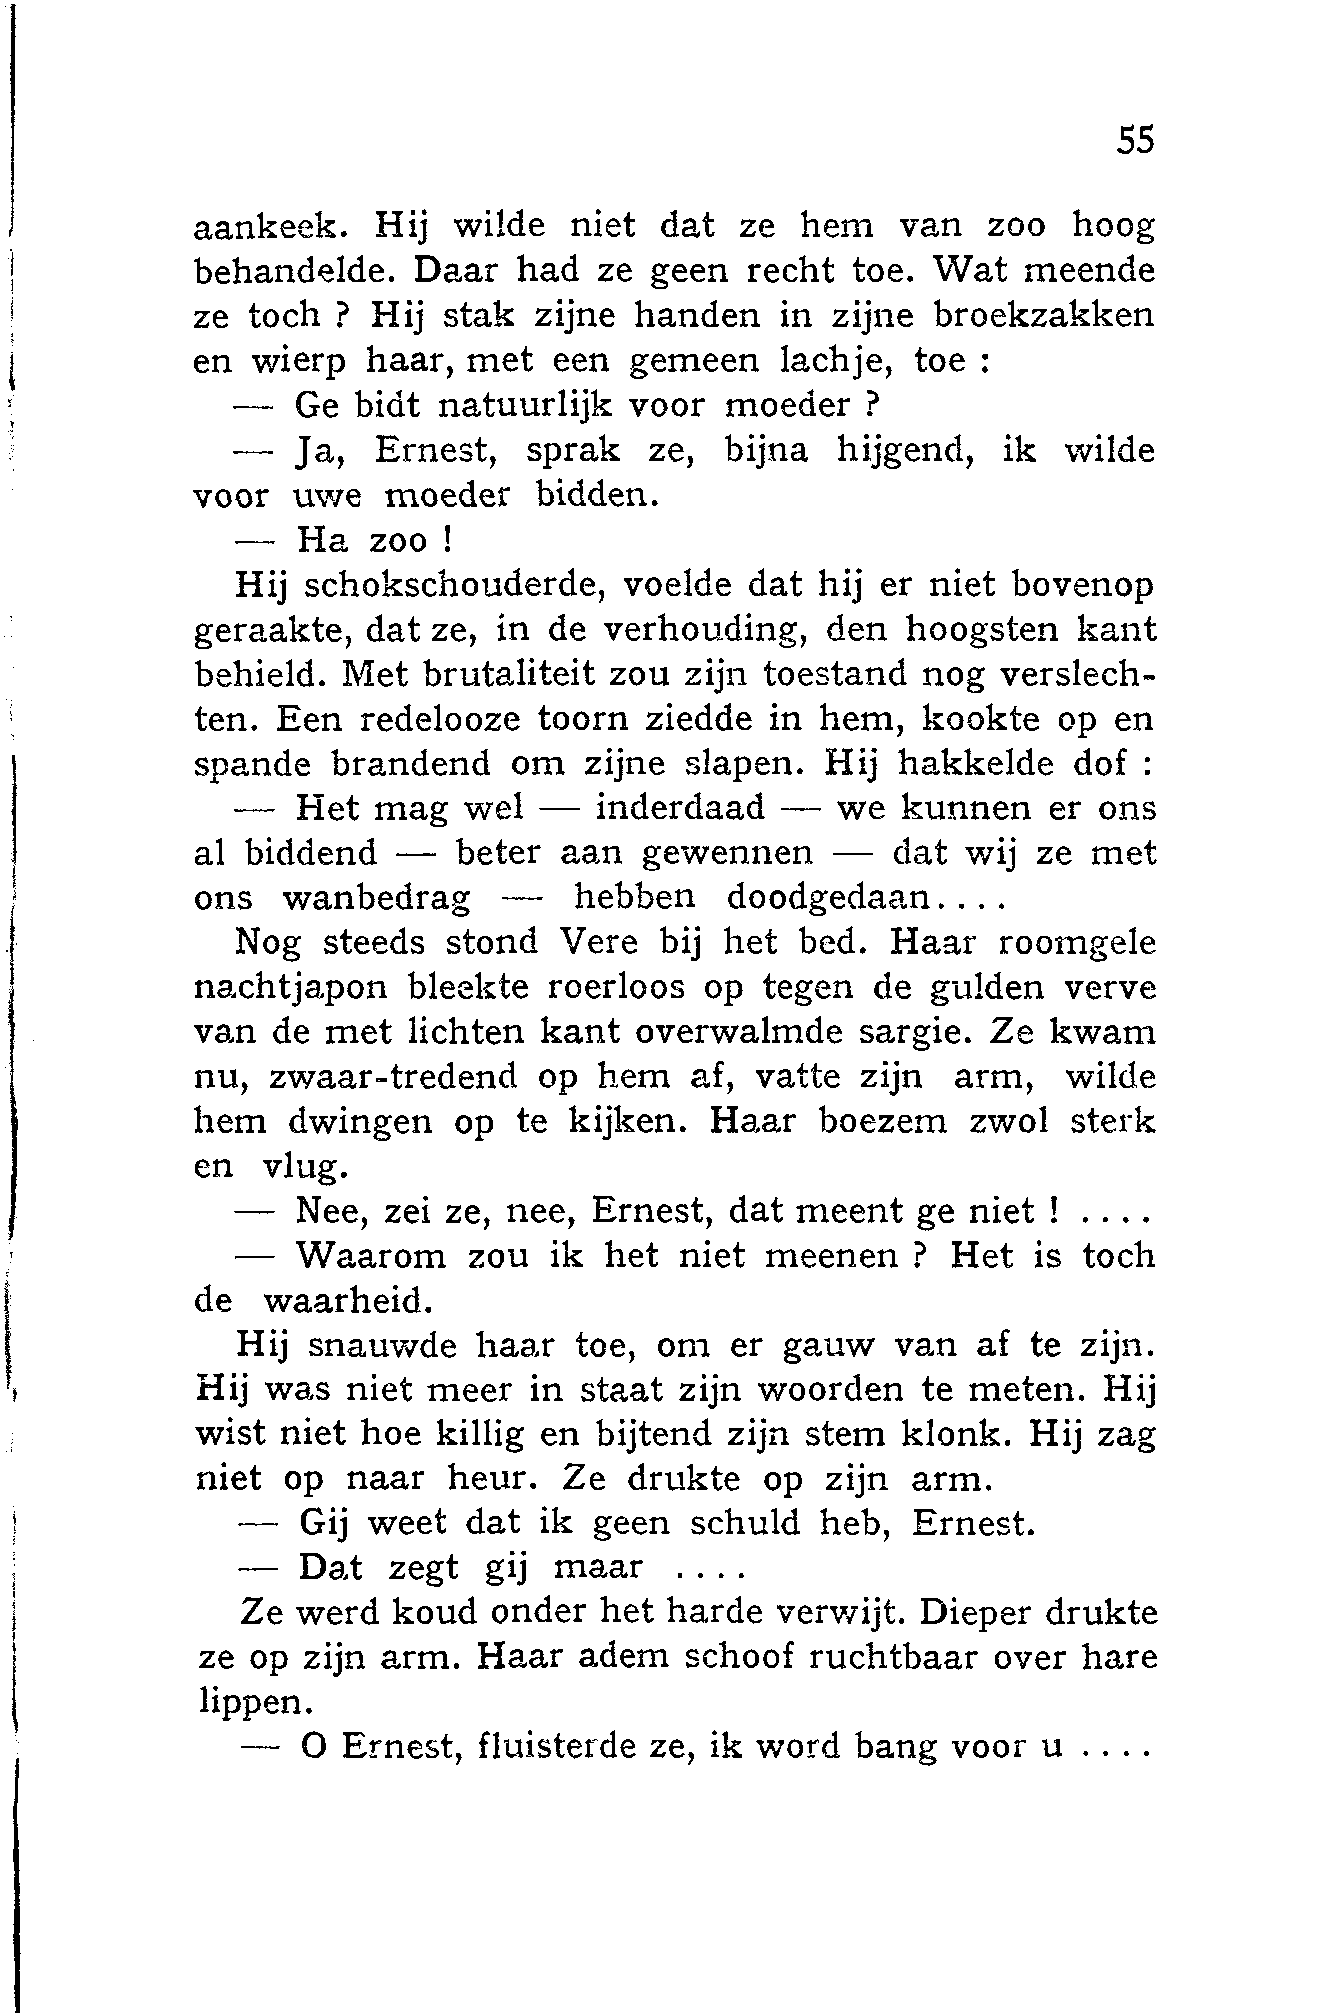 55
aankeek. Hij wilde niet dat ze hem van zoo hoog
behandelde. Daar had ze geen recht toe. Wat meende
ze toch ? Hij stak zijne handen in zijne broekzakken
en wierp haar, met een gemeen lachje, toe :
— Ge bidt natuurlijk voor moeder ?
— Ja, Ernest, sprak ze, bijna hijgend, ik wilde
voor uwe moeder bidden.
— Ha zoo !
Hij schokschouderde, voelde dat hij er niet bovenop
geraakte, dat ze, in de verhouding, den hoogsten kant
behield. Met brutaliteit zou zijn toestand nog verslech-
ten. Een redelooze toorn ziedde in hem, kookte op en
spande brandend om zijne slapen. Hij hakkelde dof :
— Het mag wel — inderdaad — we kunnen er ons
al biddend — beter aan gewennen — dat wij ze met
ons wanbedrag — hebben doodgedaan....
Nog steeds stond Vere bij het bed. Haar roomgele
nachtjapon bleekte roerloos op tegen de gulden verve
van de met lichten kant overwalmde sargie. Ze kwam
nu, zwaar-tredend op hem af, vatte zijn arm, wilde
hem dwingen op te kijken. Haar boezem zwol sterk
en vlug.
— Nee, zei ze, nee, Ernest, dat meent ge niet ! ....
— Waarom zou ik het niet meenen ? Het is toch
de waarheid.
Hij snauwde haar toe, om er gauw van af te zijn.
Hij was niet meer in staat zijn woorden te meten. Hij
wist niet hoe killig en bijtend zijn stem klonk. Hij zag
niet op naar heur. Ze drukte op zijn arm.
— Gij weet dat ik geen schuld heb, Ernest.
— Dat zegt gij maar ....
Ze werd koud onder het harde verwijt. Dieper drukte
ze op zijn arm. Haar adem schoof ruchtbaar over hare
lippen.
— O Ernest, fluisterde ze, ik word bang voor u ....